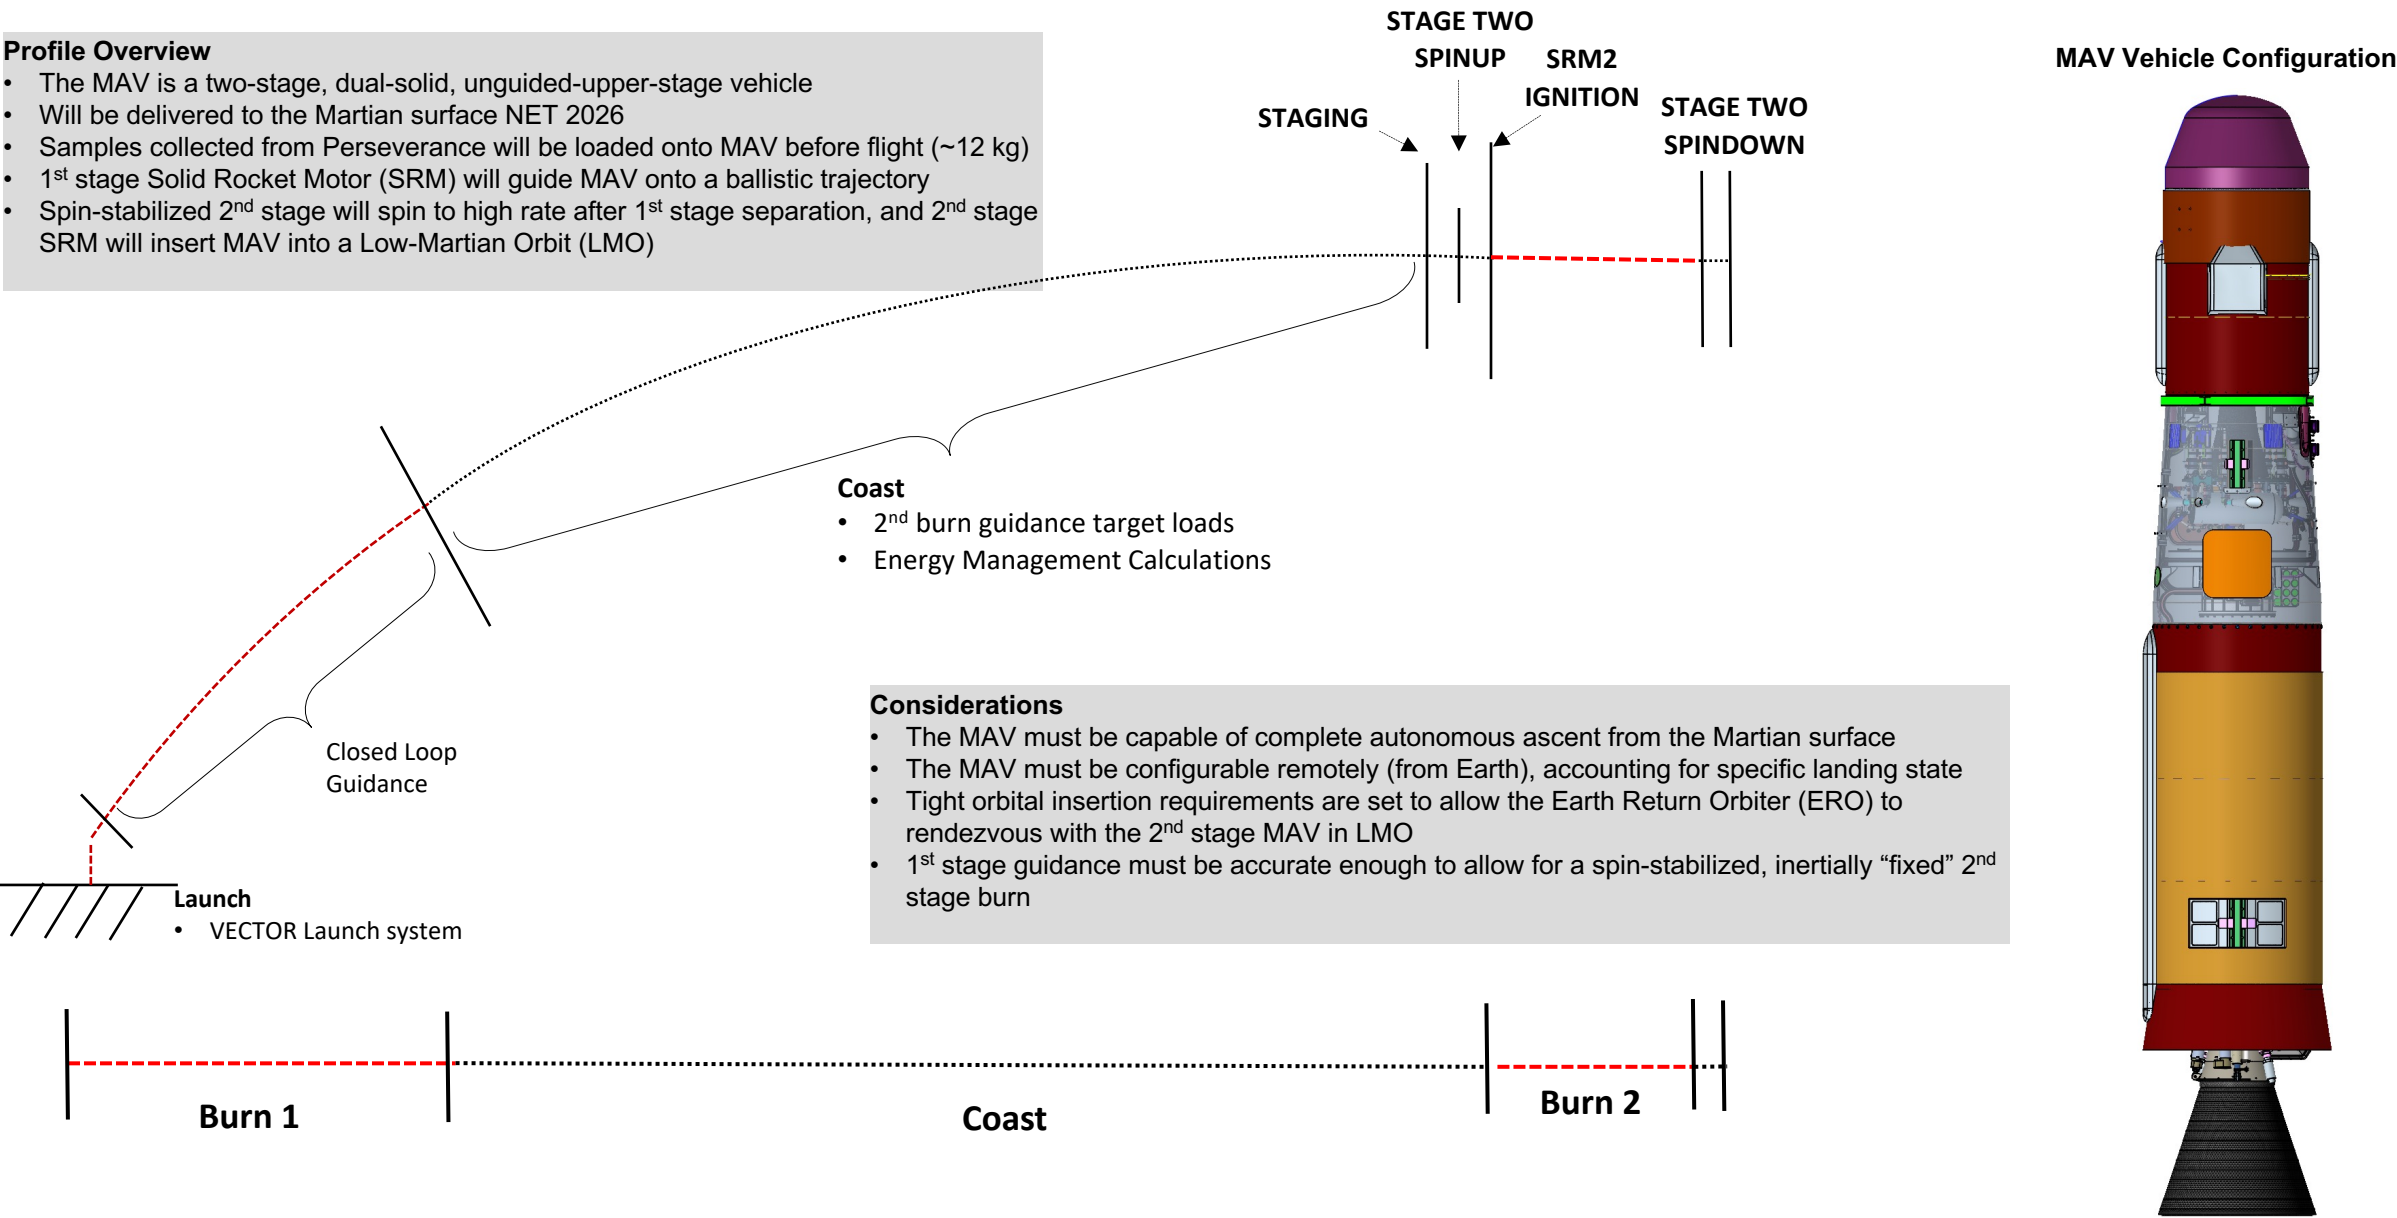 Profile Overview
• The MAV is a two-stage, dual-solid, unguided-upper-stage vehicle
• Will be delivered to the Martian surface NET 2026
• Samples collected from Perseverance will be loaded onto MAV before flight (~12 kg)
• 1st stage Solid Rocket Motor (SRM) will guide MAV onto a ballistic trajectory
• Spin-stabilized 2nd stage will spin to high rate after 1st stage separation, and 2nd stage
SRM will insert MAV into a Low-Martian Orbit (LMO)
STAGING
STAGE TWO
SPINUP
SRM2
IGNITION
STAGE TWO
SPINDOWN
MAV Vehicle Configuration
Coast
• 2nd burn guidance target loads
• Energy Management Calculations
Closed Loop
Guidance
Considerations
• The MAV must be capable of complete autonomous ascent from the Martian surface
• The MAV must be configurable remotely (from Earth), accounting for specific landing state
• Tight orbital insertion requirements are set to allow the Earth Return Orbiter (ERO) to
rendezvous with the 2nd stage MAV in LMO
• 1st stage guidance must be accurate enough to allow for a spin-stabilized, inertially “fixed” 2nd
stage burn
Launch
• VECTOR Launch system
Burn 1
Coast
Burn 2